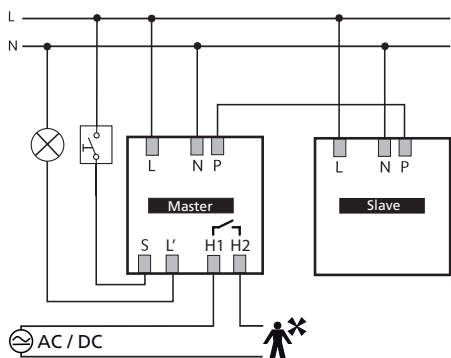 L
N
L N P
L N P
Master
Slave
S L' H1 H2
AC / DC